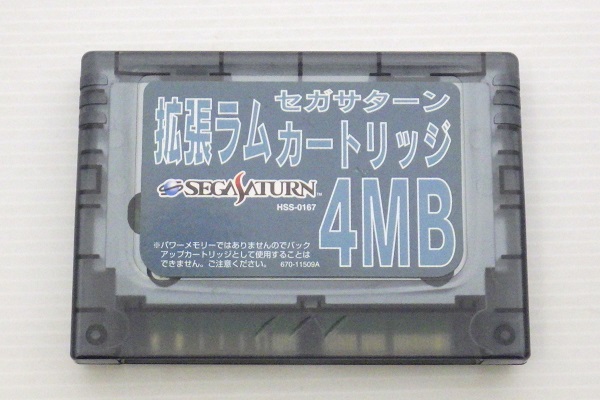 セガサターン
拡張ラムカートリッジ
SEGASATURN™
HSS-0167
4MB
※パワーメモリーではありませんのでバック
アップカートリッジとして使用することは
できません。ご注意ください。 670-11509A